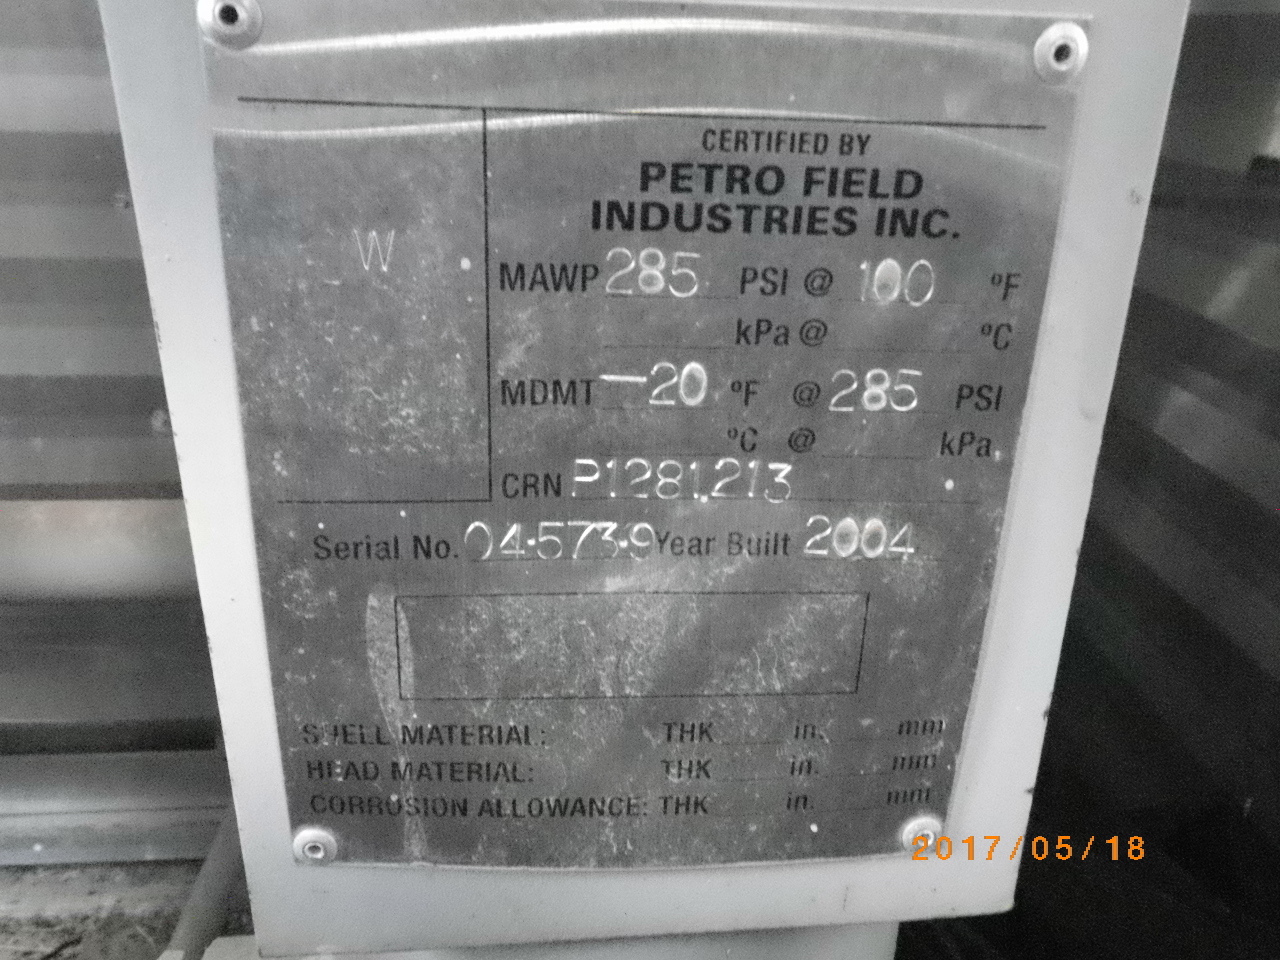 CERTIFIED BY
PETRO FIELD
INDUSTRIES INC.
W
MAWP 285 PSI @ 100 °F
kPa @ °C
MDMT -20 °F @ 285 PSI
°C @ kPa
CRN P1281.213
Serial No. 04-573-9 Year Built 2004
SHELL MATERIAL: THK in. mm
HEAD MATERIAL: THK in. mm
CORROSION ALLOWANCE: THK in. mm
2017/05/18